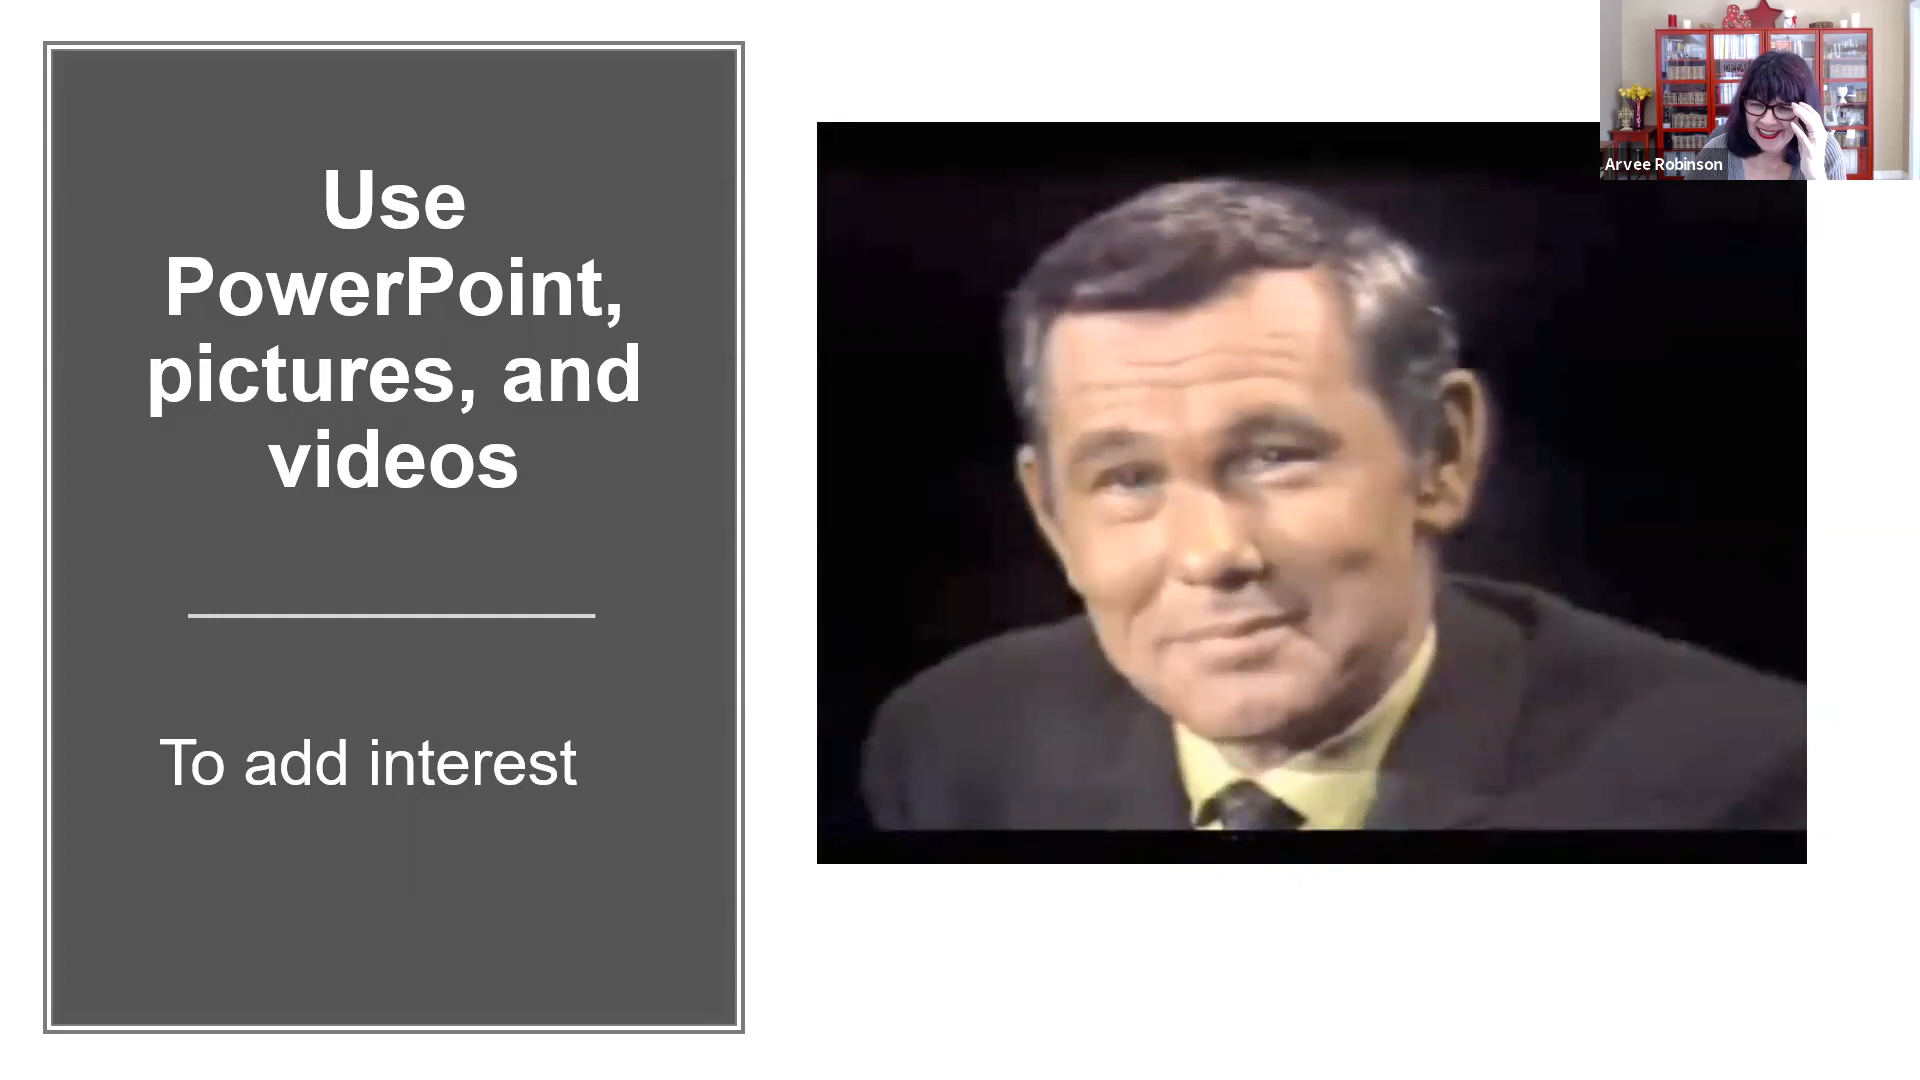 Use
PowerPoint,
pictures, and
videos
To add interest
Arvee Robinson